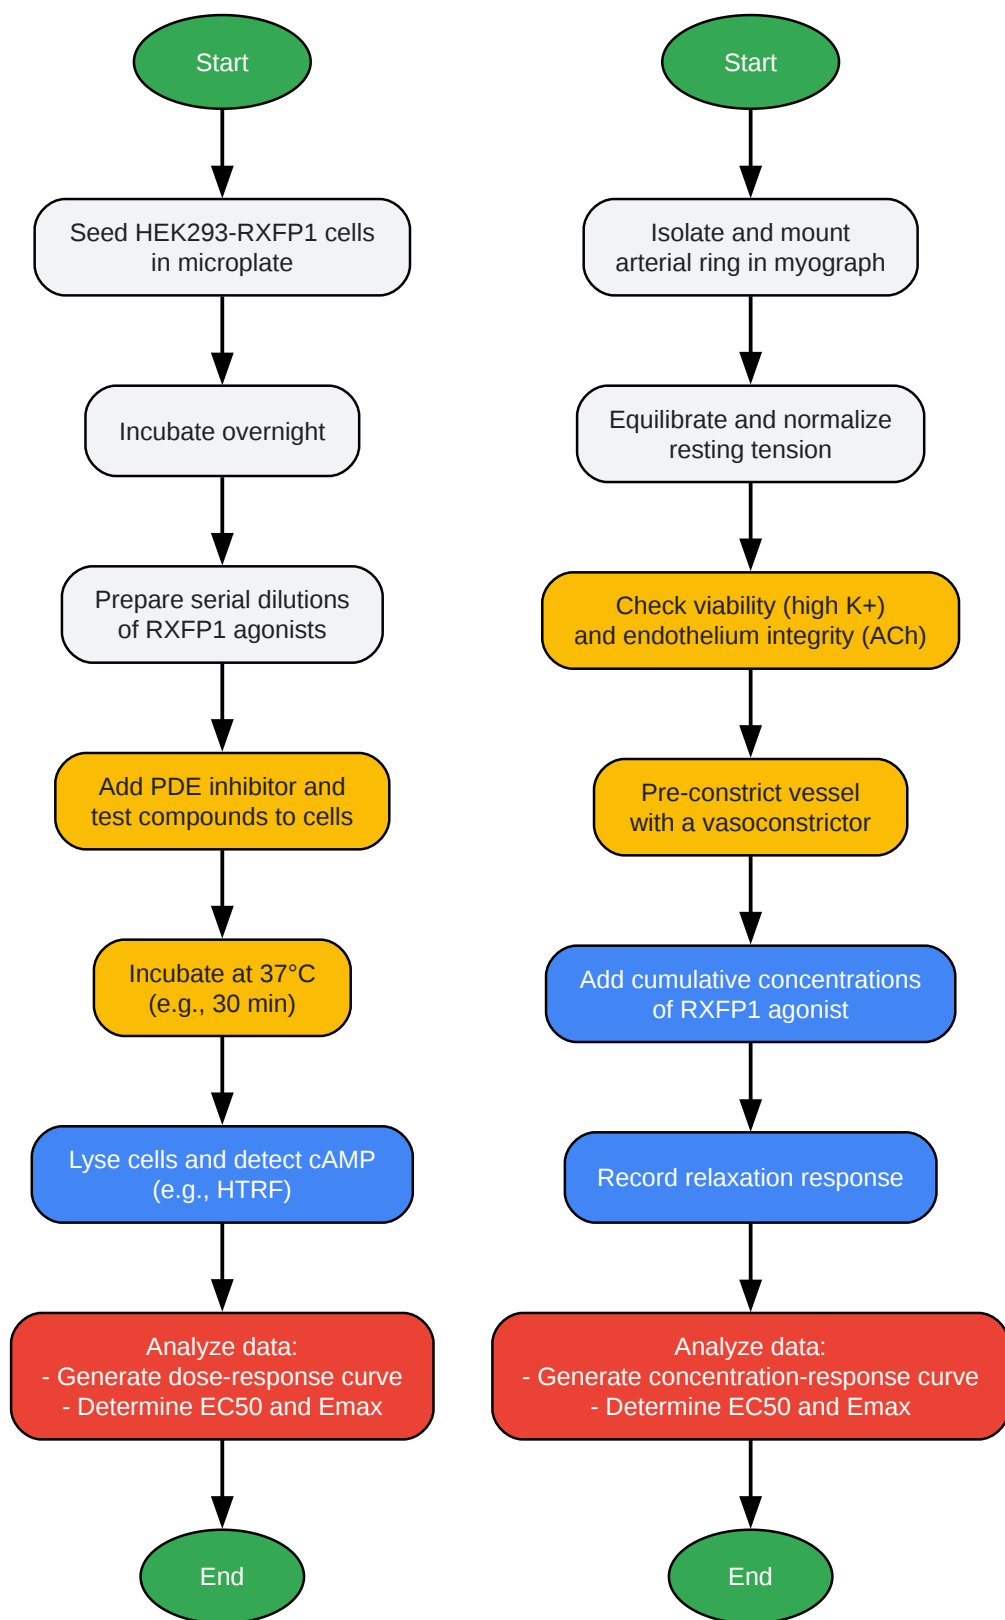 Start
Seed HEK293-RXFP1 cells
in microplate
Incubate overnight
Prepare serial dilutions
of RXFP1 agonists
Add PDE inhibitor and
test compounds to cells
Incubate at 37°C
(e.g., 30 min)
Lyse cells and detect cAMP
(e.g., HTRF)
Analyze data:
- Generate dose-response curve
- Determine EC50 and Emax
End
Start
Isolate and mount
arterial ring in myograph
Equilibrate and normalize
resting tension
Check viability (high K+)
and endothelium integrity (ACh)
Pre-constrict vessel
with a vasoconstrictor
Add cumulative concentrations
of RXFP1 agonist
Record relaxation response
Analyze data:
- Generate concentration-response curve
- Determine EC50 and Emax
End